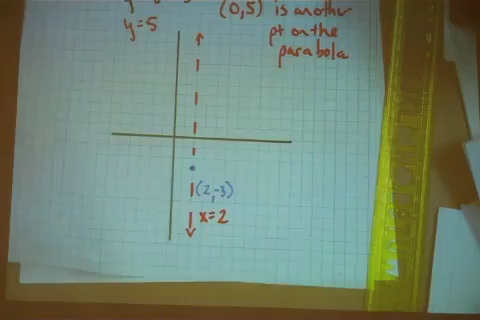 y=5
(0,5) is another
pt on the
parabola
(2,-3)
x=2